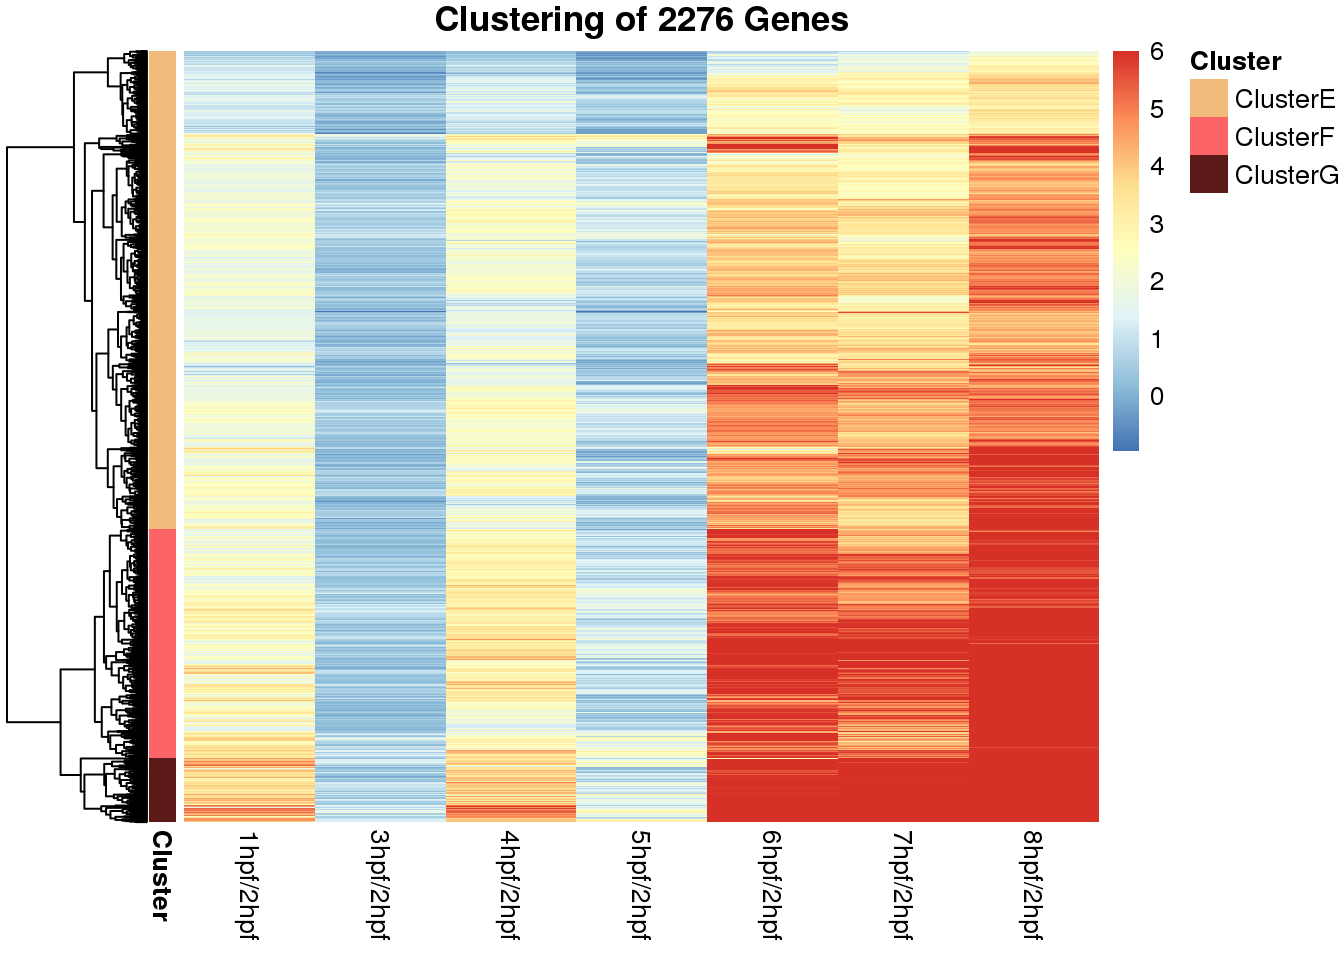 Clustering of 2276 Genes
6
5
4
3
2
1
0
Cluster
ClusterE
ClusterF
ClusterG
Cluster
1hpf/2hpf
3hpf/2hpf
4hpf/2hpf
5hpf/2hpf
6hpf/2hpf
7hpf/2hpf
8hpf/2hpf